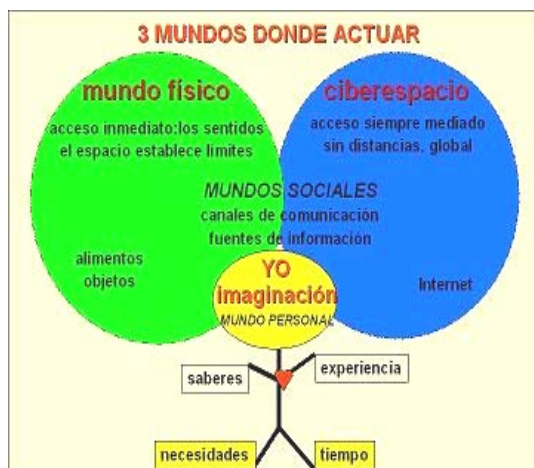 3 MUNDOS DONDE ACTUAR
mundo físico
acceso inmediato:los sentidos
el espacio establece limites
ciberespacio
acceso siempre mediado
sin distancias, global
MUNDOS SOCIALES
canales de comunicación
fuentes de información
alimentos
objetos
Internet
YO
imaginación
MUNDO PERSONAL
saberes
experiencia
necesidades
tiempo